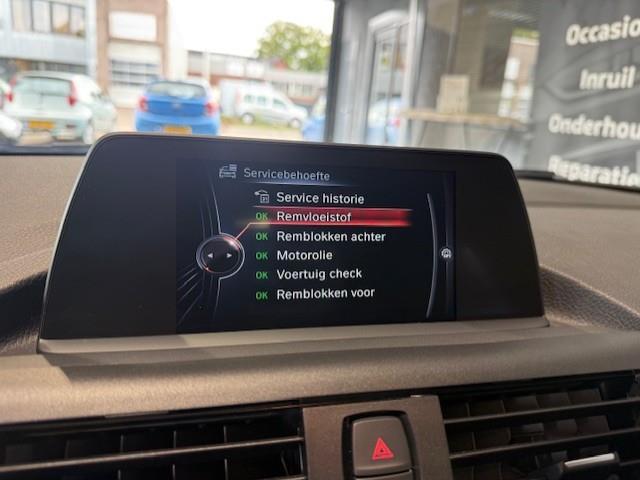 Servicebehoefte
Service historie
OK Remvloeistof
OK Remblokken achter
OK Motorolie
OK Voertuig check
OK Remblokken voor
Occasio
Inruil
Onderhou
Reparation